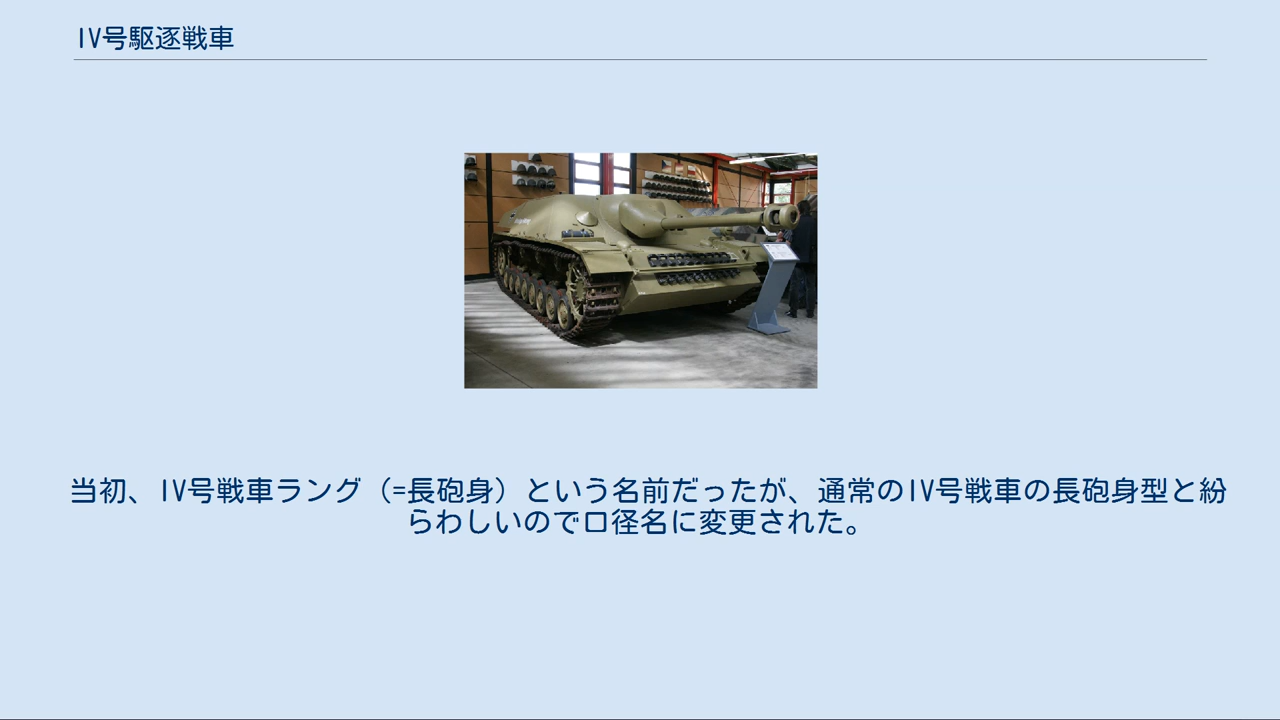 IV号駆逐戦車
当初、IV号戦車ラング（=長砲身）という名前だったが、通常のIV号戦車の長砲身型と紛
らわしいので口径名に変更された。